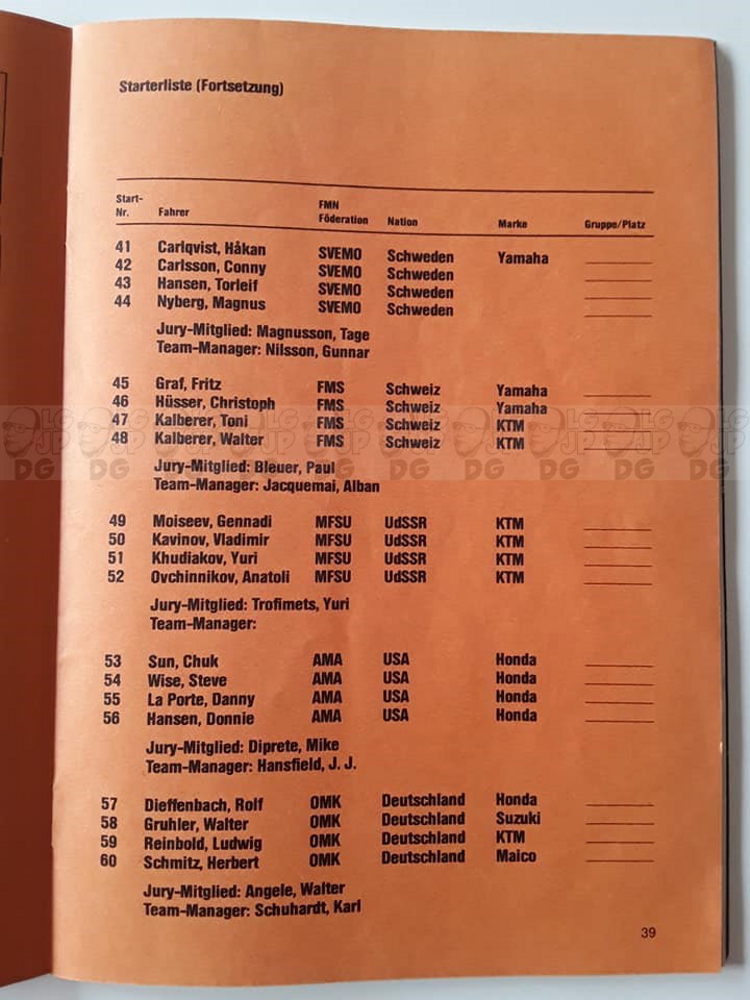 Starterliste (Fortsetzung)
Start-Nr. Fahrer FMN Föderation Nation Marke Gruppe/Platz
41 Carlqvist, Håkan SVEMO Schweden Yamaha
42 Carlsson, Conny SVEMO Schweden
43 Hansen, Torleif SVEMO Schweden
44 Nyberg, Magnus SVEMO Schweden
Jury-Mitglied: Magnusson, Tage
Team-Manager: Nilsson, Gunnar
45 Graf, Fritz FMS Schweiz Yamaha
46 Hüsser, Christoph FMS Schweiz Yamaha
47 Kalberer, Toni FMS Schweiz KTM
48 Kalberer, Walter FMS Schweiz KTM
Jury-Mitglied: Bleuer, Paul
Team-Manager: Jacquemai, Alban
49 Moiseev, Gennadi MFSU UdSSR KTM
50 Kavinov, Vladimir MFSU UdSSR KTM
51 Khudiakov, Yuri MFSU UdSSR KTM
52 Ovchinnikov, Anatoli MFSU UdSSR KTM
Jury-Mitglied: Trofimets, Yuri
Team-Manager:
53 Sun, Chuk AMA USA Honda
54 Wise, Steve AMA USA Honda
55 La Porte, Danny AMA USA Honda
56 Hansen, Donnie AMA USA Honda
Jury-Mitglied: Diprete, Mike
Team-Manager: Hansfield, J. J.
57 Dieffenbach, Rolf OMK Deutschland Honda
58 Gruhler, Walter OMK Deutschland Suzuki
59 Reinbold, Ludwig OMK Deutschland KTM
60 Schmitz, Herbert OMK Deutschland Maico
Jury-Mitglied: Angele, Walter
Team-Manager: Schuhardt, Karl
39